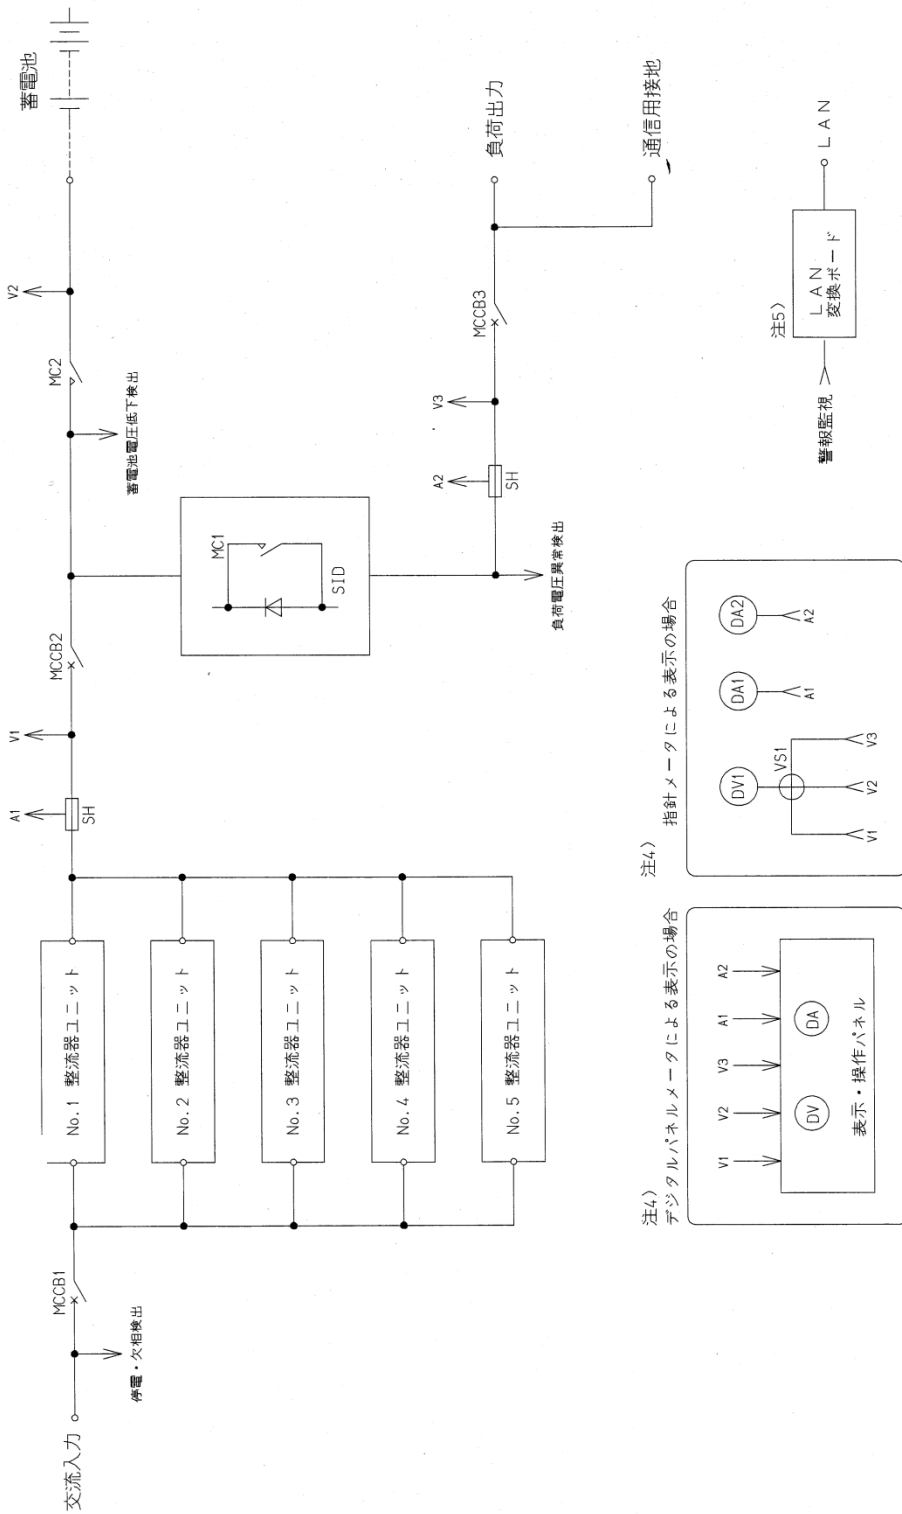 交流入力
停電・欠相検出
MCCB1
No.1 整流器ユニット
No.2 整流器ユニット
No.3 整流器ユニット
No.4 整流器ユニット
No.5 整流器ユニット
A1
SH
V1
MCCB2
MC1
SID
蓄電池電圧低下検出
MC2
V2
蓄電池
負荷電圧異常検出
A2
SH
V3
MCCB3
負荷出力
通信用接地
注4)
デジタルパネルメータによる表示の場合
V1
V2
V3
A1
A2
DV
DA
表示・操作パネル
注4)
指針メータによる表示の場合
DV1
DA1
DA2
VS1
V1
V2
V3
A1
A2
注5)
警報監視
LAN
変換ボード
LAN